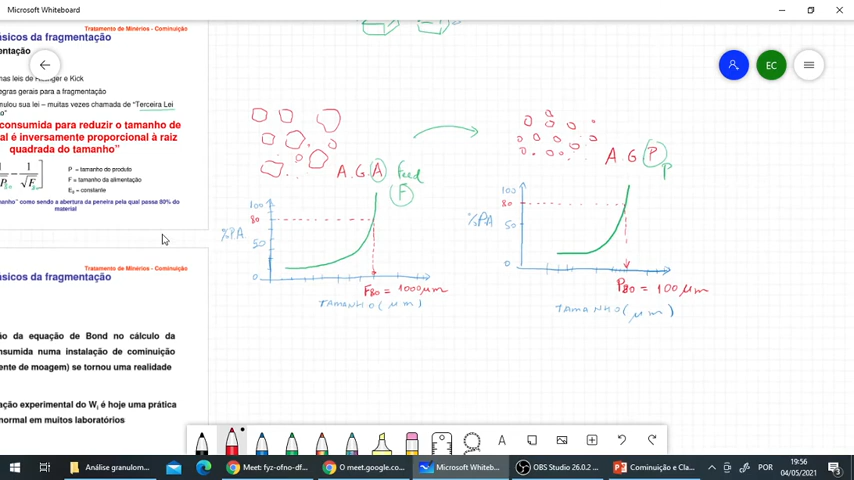 Microsoft Whiteboard
Tratamento de Minérios - Cominuição
ásicos da fragmentação
entação
nas leis de
e Kick
egras gerais para a fragmentação
mulou sua lei – muitas vezes chamada de “Terceira Lei
o”
consumida para reduzir o tamanho de
al é inversamente proporcional à raiz
quadrada do tamanho”
P = tamanho do produto
F = tamanho da alimentação
E0 = constante
manho” como sendo a abertura da peneira pela qual passa 80% do
material
Tratamento de Minérios - Cominuição
ásicos da fragmentação
ão da equação de Bond no cálculo da
nsumida numa instalação de cominuição
ente de moagem) se tornou uma realidade
ação experimental do Wi é hoje uma prática
normal em muitos laboratórios
EC
A.G.A Feed
F
100
80
%PA
50
0
F80 = 1000 μm
TAMANHO (μm)
A.G P
P
100
80
%PA
50
0
P80 = 100 μm
TAMANHO (μm)
A
Análise granulom...
Meet: fyz-ofno-df...
O meet.google.co...
Microsoft Whiteb...
OBS Studio 26.0.2 ...
Cominuição e Cla...
POR
19:56
04/05/2021
3